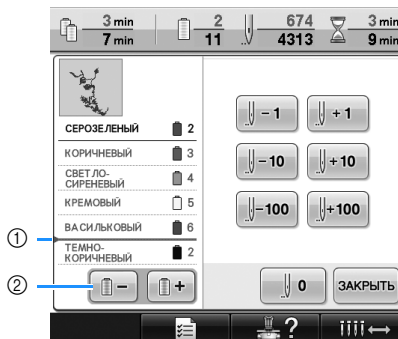 3 min 2 674 3 min
7 min 11 4313 9 min
СЕРОЗЕЛЕНЫЙ 2
КОРИЧНЕВЫЙ 3
СВЕТЛО-
СИРЕНЕВЫЙ 4
КРЕМОВЫЙ 5
ВАСИЛЬКОВЫЙ 6
ТЕМНО-
КОРИЧНЕВЫЙ 2
1
2
– +
–1 +1
–10 +10
–100 +100
0 ЗАКРЫТЬ
?